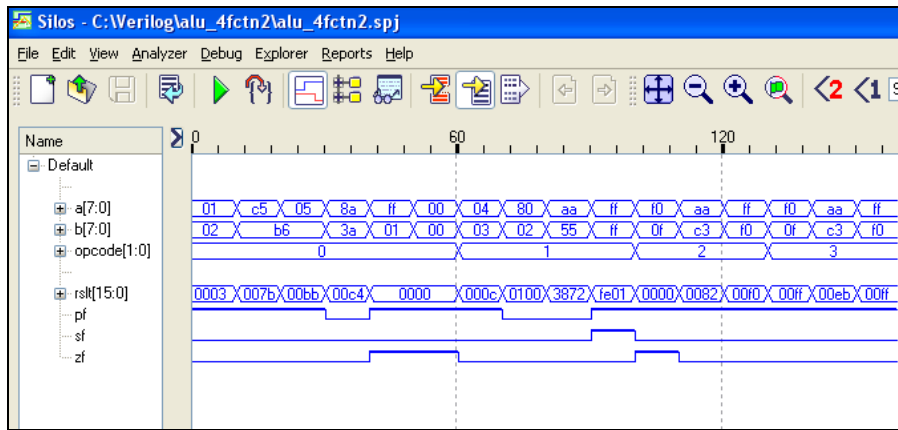 Silos - C:\Verilog\alu_4fctn2\alu_4fctn2.spj
File Edit View Analyzer Debug Explorer Reports Help
2 1
Name 0 60 120
Default
a[7:0] 01 c5 05 8a ff 00 04 80 aa ff f0 aa ff f0 aa ff
b[7:0] 02 b6 3a 01 00 03 02 55 ff 0f c3 f0 0f c3 f0
opcode[1:0] 0 1 2 3
rslt[15:0] 0003 007b 00bb 00c4 0000 000c 0100 3872 fe01 0000 0082 00f0 00ff 00eb 00ff
pf
sf
zf